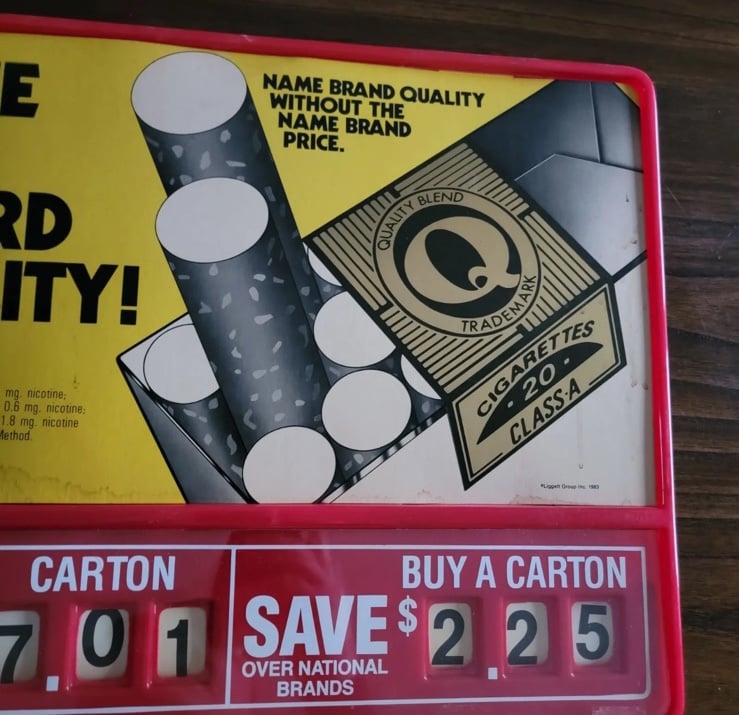 E
RD
ITY!
NAME BRAND QUALITY
WITHOUT THE
NAME BRAND
PRICE.
QUALITY BLEND
Q
TRADEMARK
CIGARETTES
• 20 •
CLASS·A
mg. nicotine;
0.6 mg. nicotine;
1.8 mg. nicotine
Method.
*Liggett Group Inc. 1983
CARTON
7.01
BUY A CARTON
SAVE $2.25
OVER NATIONAL
BRANDS